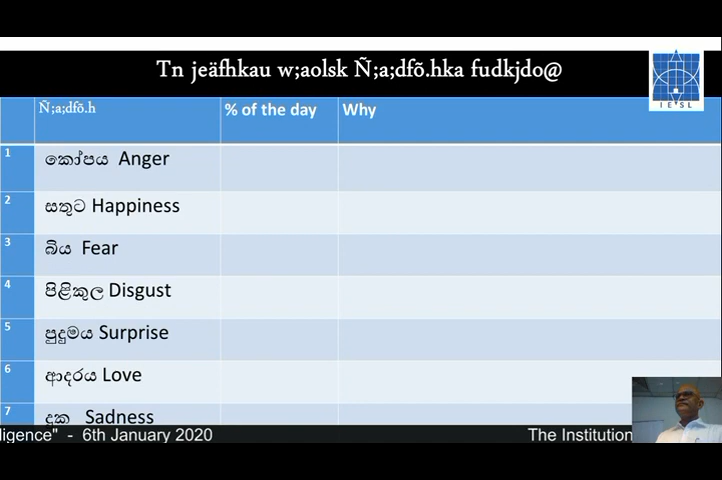 Tn jeäfhkau w;aolsk Ñ;a;dfõ.hka fudkjdo@
IESL
Ñ;a;dfõ.h % of the day Why
1 කෝපය Anger
2 සතුට Happiness
3 බිය Fear
4 පිළිකුල Disgust
5 පුදුමය Surprise
6 ආදරය Love
7 දුක Sadness
ligence" - 6th January 2020 The Institution